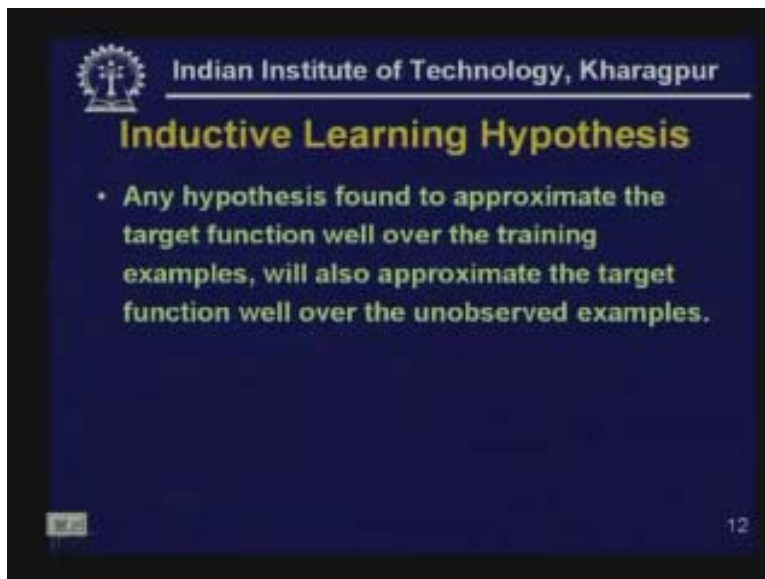 Indian Institute of Technology, Kharagpur
Inductive Learning Hypothesis
• Any hypothesis found to approximate the
target function well over the training
examples, will also approximate the target
function well over the unobserved examples.
12